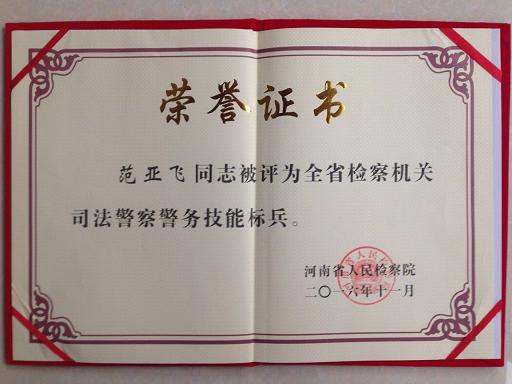 荣誉证书
范亚飞同志被评为全省检察机关
司法警察警务技能标兵。
河南省人民检察院
二〇一六年十一月